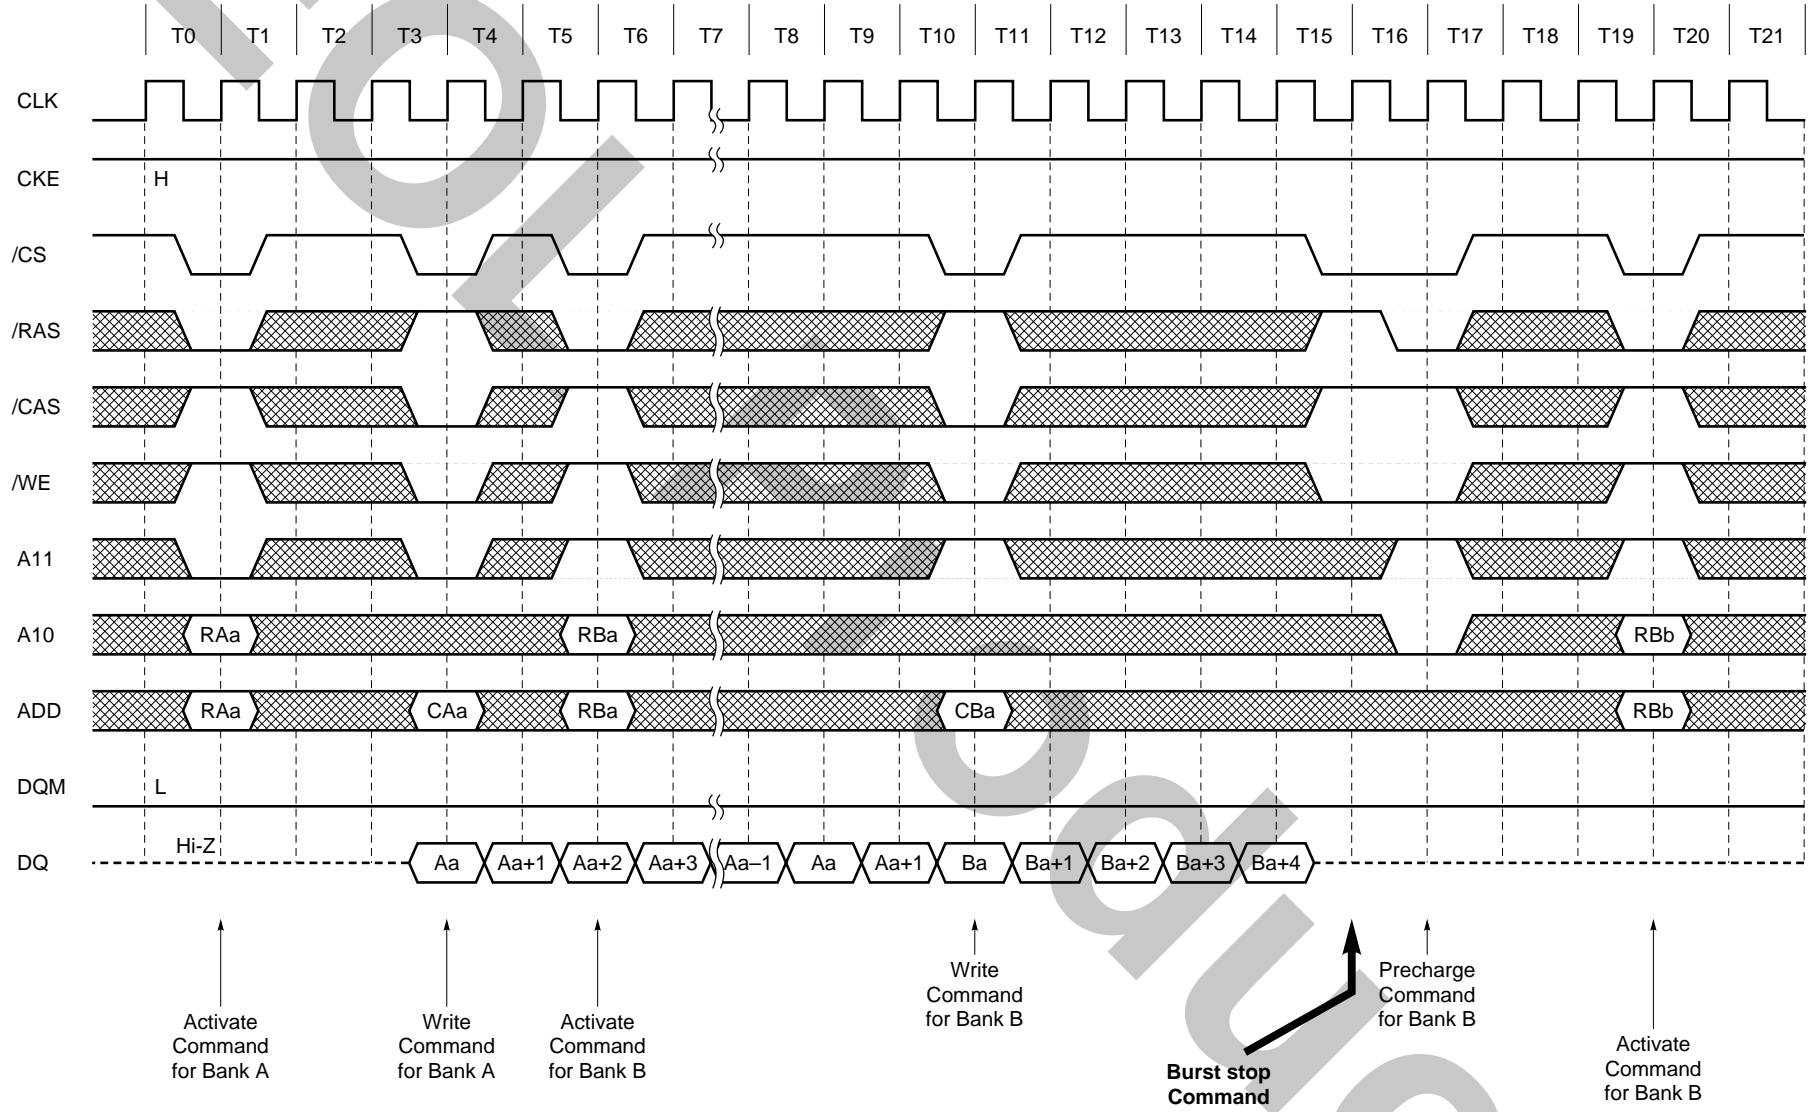 T0 T1 T2 T3 T4 T5 T6 T7 T8 T9 T10 T11 T12 T13 T14 T15 T16 T17 T18 T19 T20 T21
CLK
CKE H
/CS
/RAS
/CAS
/WE
A11
A10 RAa RBa RBb
ADD RAa CAa RBa CBa RBb
DQM L
Hi-Z
DQ Aa Aa+1 Aa+2 Aa+3 Aa–1 Aa Aa+1 Ba Ba+1 Ba+2 Ba+3 Ba+4
Activate
Command
for Bank A
Write
Command
for Bank A
Activate
Command
for Bank B
Write
Command
for Bank B
Burst stop
Command
Precharge
Command
for Bank B
Activate
Command
for Bank B